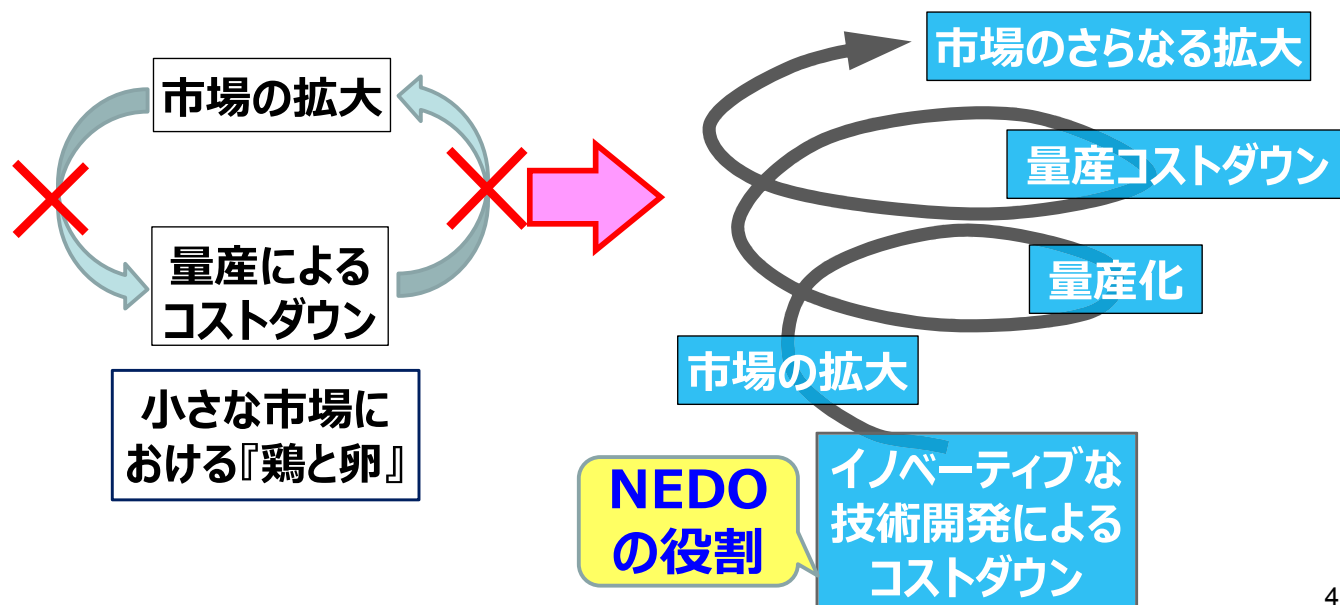 市場の拡大
量産による
コストダウン
小さな市場に
おける『鶏と卵』
市場のさらなる拡大
量産コストダウン
量産化
市場の拡大
NEDO
の役割
イノベーティブな
技術開発による
コストダウン
4